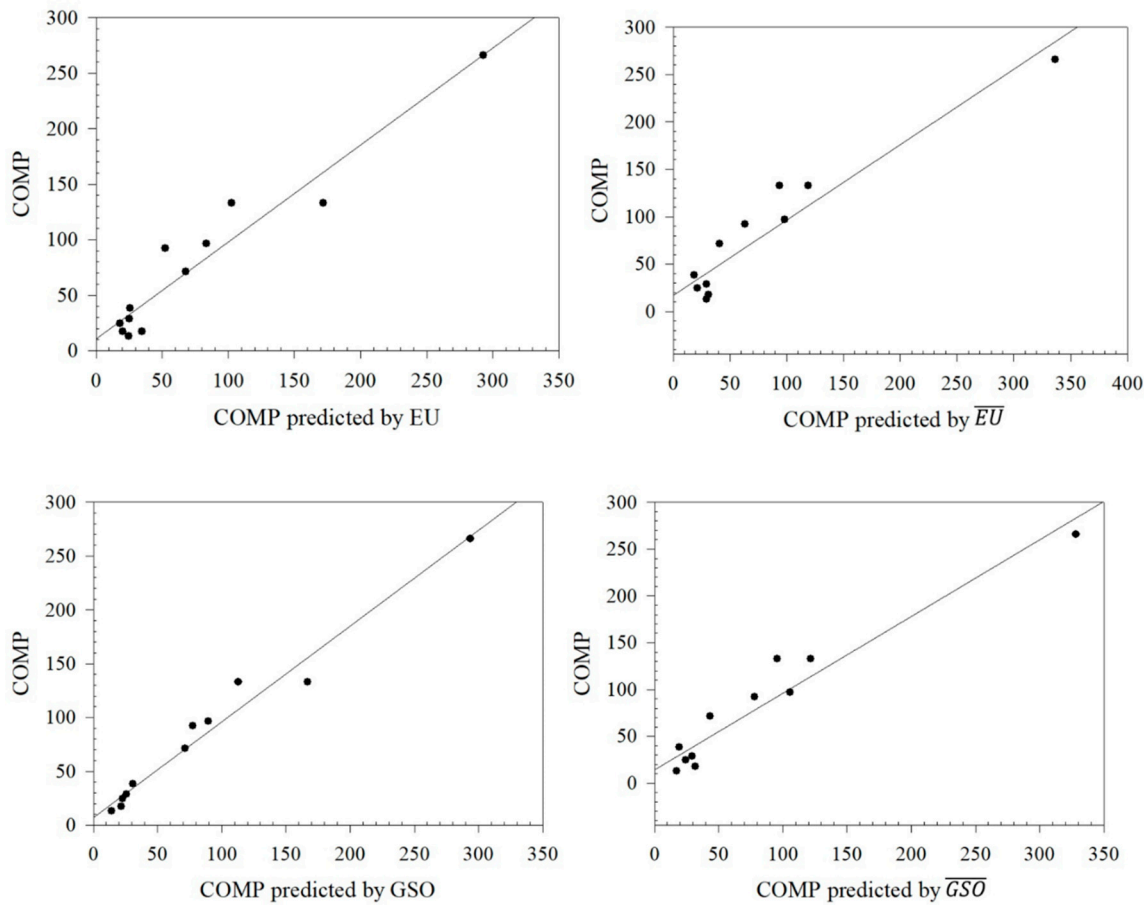 300
250
200
150
100
50
0
COMP
0 50 100 150 200 250 300 350
COMP predicted by EU
300
250
200
150
100
50
0
COMP
0 50 100 150 200 250 300 350 400
COMP predicted by \overline{EU}
300
250
200
150
100
50
0
COMP
0 50 100 150 200 250 300 350
COMP predicted by GSO
300
250
200
150
100
50
0
COMP
0 50 100 150 200 250 300 350
COMP predicted by \overline{GSO}